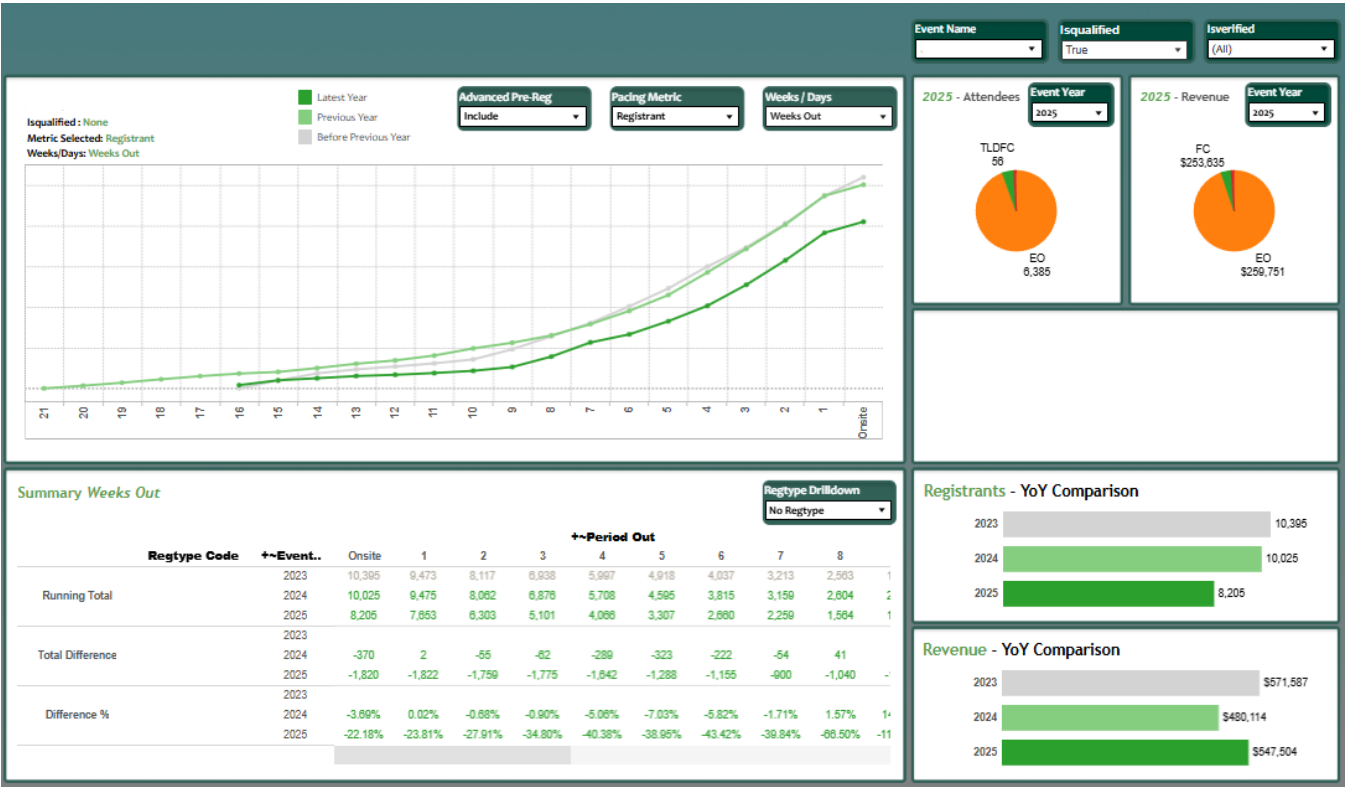 Event Name
Isqualified
True
Isverified
(All)
Isqualified : None
Metric Selected: Registrant
Weeks/Days: Weeks Out
Latest Year
Previous Year
Before Previous Year
Advanced Pre-Reg
Include
Pacing Metric
Registrant
Weeks / Days
Weeks Out
21 20 19 18 17 16 15 14 13 12 11 10 9 8 7 6 5 4 3 2 1 Onsite
2025 - Attendees
Event Year
2025
TLDFC
56
EO
6,385
2025 - Revenue
Event Year
2025
FC
$253,635
EO
$259,751
Summary Weeks Out
Regtype Drilldown
No Regtype
+~Period Out
Regtype Code +~Event.. Onsite 1 2 3 4 5 6 7 8
Running Total
2023 10,395 9,473 8,117 6,938 5,997 4,918 4,037 3,213 2,563 1
2024 10,025 9,475 8,062 6,876 5,708 4,595 3,815 3,159 2,604 2
2025 8,205 7,653 6,303 5,101 4,066 3,307 2,660 2,259 1,564 1
Total Difference
2023
2024 -370 2 -55 -62 -289 -323 -222 -54 41
2025 -1,820 -1,822 -1,759 -1,775 -1,642 -1,288 -1,155 -900 -1,040 -
Difference %
2023
2024 -3.69% 0.02% -0.68% -0.90% -5.06% -7.03% -5.82% -1.71% 1.57% 14
2025 -22.18% -23.81% -27.91% -34.80% -40.38% -38.95% -43.42% -39.84% -66.50% -11
Registrants - YoY Comparison
2023 10,395
2024 10,025
2025 8,205
Revenue - YoY Comparison
2023 $571,587
2024 $480,114
2025 $547,504